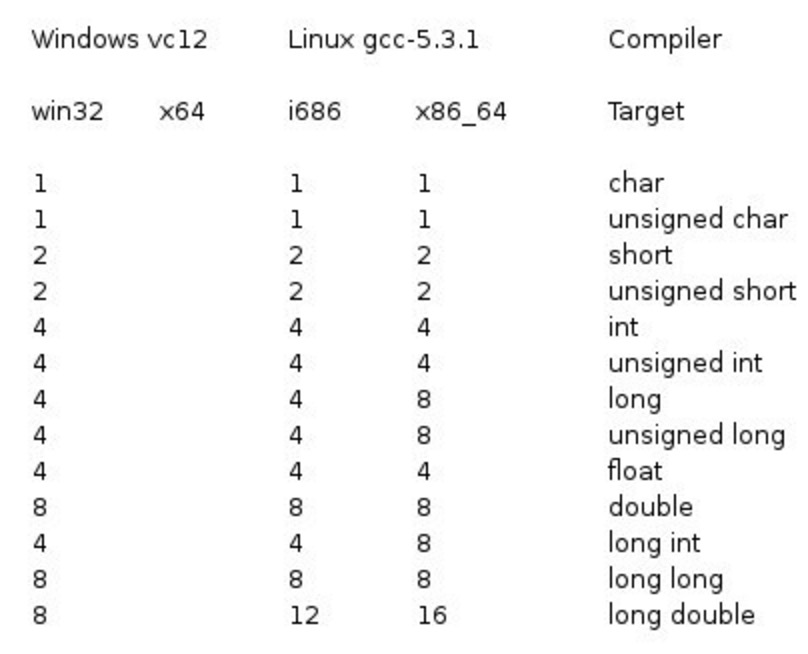 Windows vc12 Linux gcc-5.3.1 Compiler
win32 x64 i686 x86_64 Target
1 1 1 char
1 1 1 unsigned char
2 2 2 short
2 2 2 unsigned short
4 4 4 int
4 4 4 unsigned int
4 4 8 long
4 4 8 unsigned long
4 4 4 float
8 8 8 double
4 4 8 long int
8 8 8 long long
8 12 16 long double